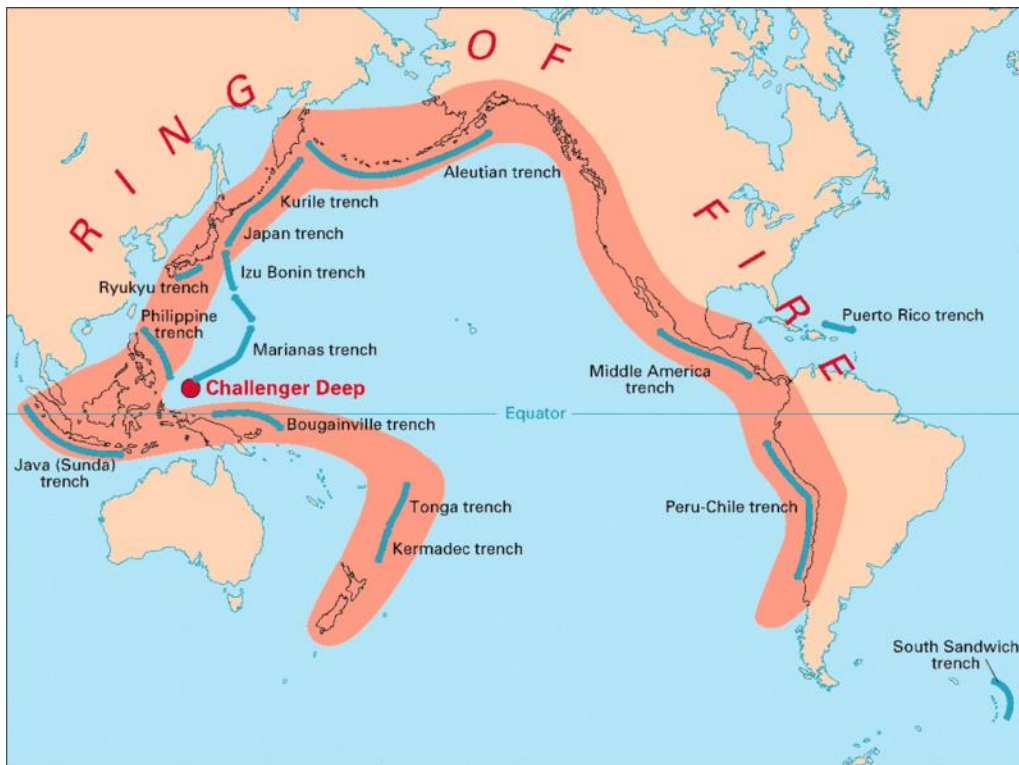 RING OF FIRE
Aleutian trench
Kurile trench
Japan trench
Izu Bonin trench
Ryukyu trench
Philippine
trench
Marianas trench
Challenger Deep
Puerto Rico trench
Middle America
trench
Equator
Bougainville trench
Java (Sunda)
trench
Tonga trench
Kermadec trench
Peru-Chile trench
South Sandwich
trench